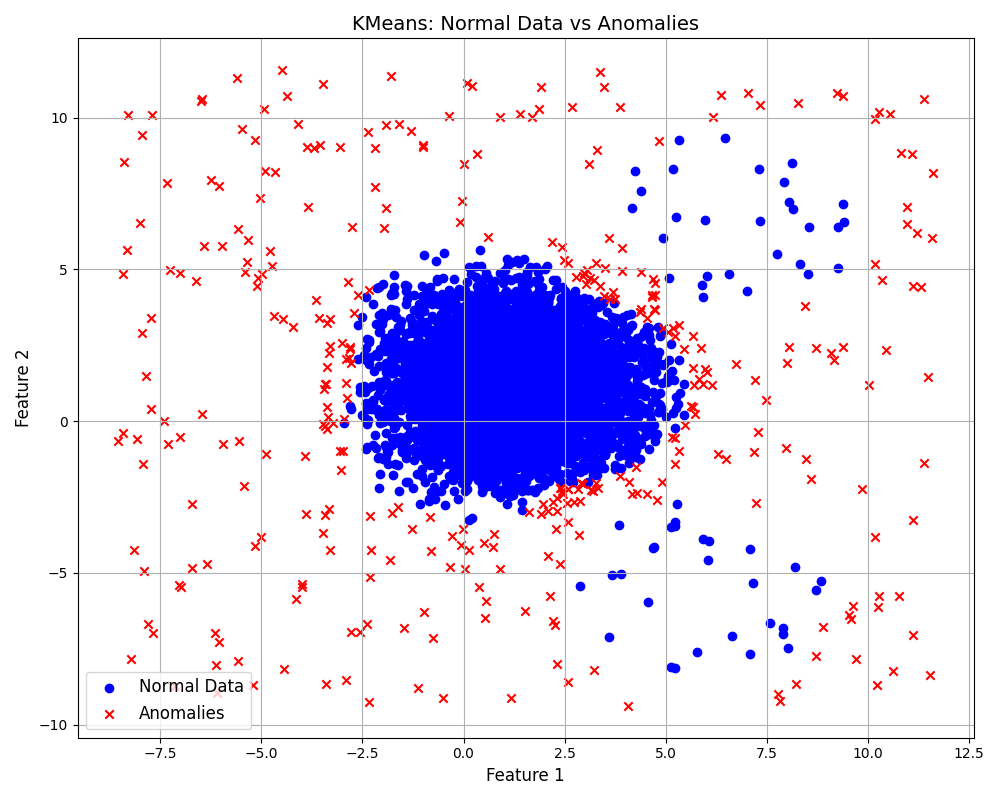 KMeans: Normal Data vs Anomalies
10
5
0
−5
−10
Feature 2
Normal Data
Anomalies
−7.5 −5.0 −2.5 0.0 2.5 5.0 7.5 10.0 12.5
Feature 1